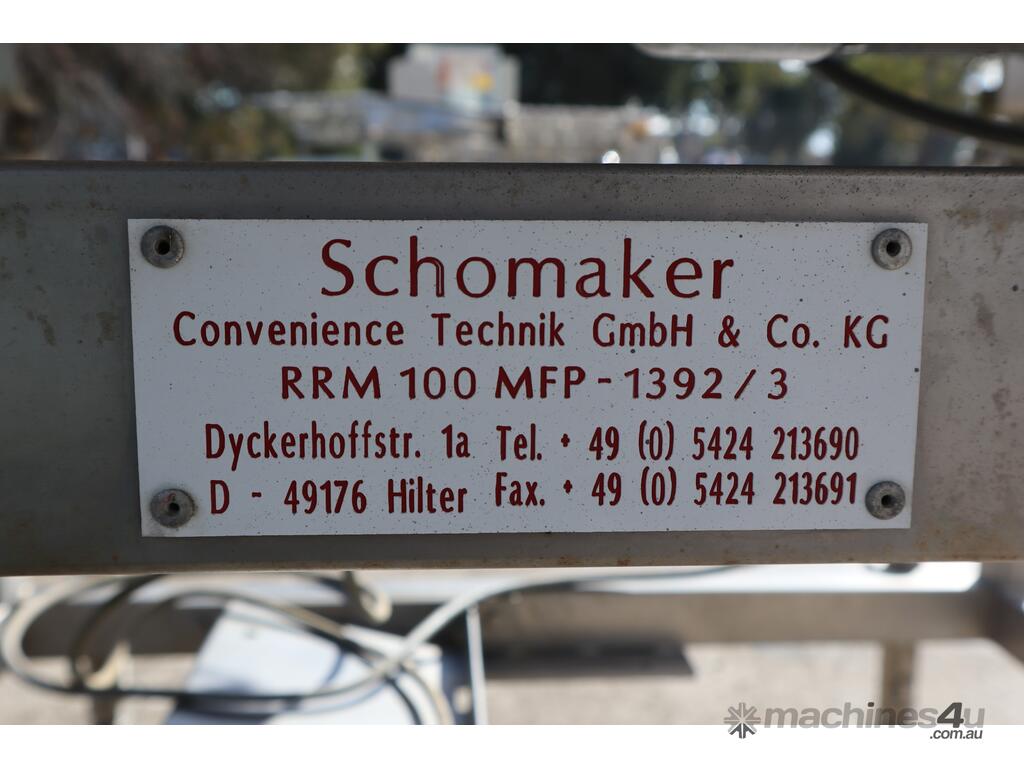 Schomaker
Convenience Technik GmbH & Co. KG
RRM 100 MFP - 1392 / 3
Dyckerhoffstr. 1a Tel. + 49 (0) 5424 213690
D - 49176 Hilter Fax. + 49 (0) 5424 213691
machines4u
.com.au